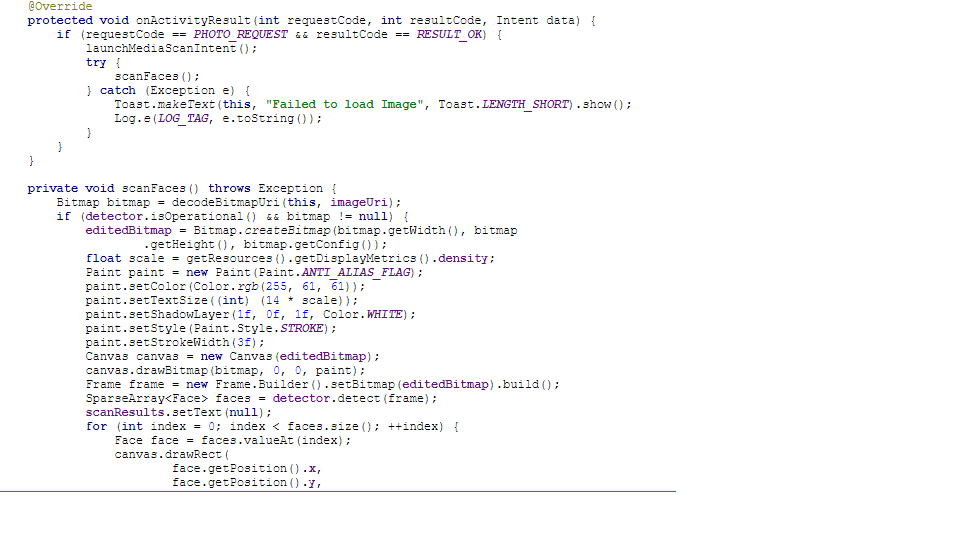 @Override
protected void onActivityResult(int requestCode, int resultCode, Intent data) {
if (requestCode == PHOTO_REQUEST && resultCode == RESULT_OK) {
launchMediaScanIntent();
try {
scanFaces();
} catch (Exception e) {
Toast.makeText(this, "Failed to load Image", Toast.LENGTH_SHORT).show();
Log.e(LOG_TAG, e.toString());
}
}
}
private void scanFaces() throws Exception {
Bitmap bitmap = decodeBitmapUri(this, imageUri);
if (detector.isOperational() && bitmap != null) {
editedBitmap = Bitmap.createBitmap(bitmap.getWidth(), bitmap
.getHeight(), bitmap.getConfig());
float scale = getResources().getDisplayMetrics().density;
Paint paint = new Paint(Paint.ANTI_ALIAS_FLAG);
paint.setColor(Color.rgb(255, 61, 61));
paint.setTextSize((int) (14 * scale));
paint.setShadowLayer(1f, 0f, 1f, Color.WHITE);
paint.setStyle(Paint.Style.STROKE);
paint.setStrokeWidth(3f);
Canvas canvas = new Canvas(editedBitmap);
canvas.drawBitmap(bitmap, 0, 0, paint);
Frame frame = new Frame.Builder().setBitmap(editedBitmap).build();
SparseArray<Face> faces = detector.detect(frame);
scanResults.setText(null);
for (int index = 0; index < faces.size(); ++index) {
Face face = faces.valueAt(index);
canvas.drawRect(
face.getPosition().x,
face.getPosition().y,